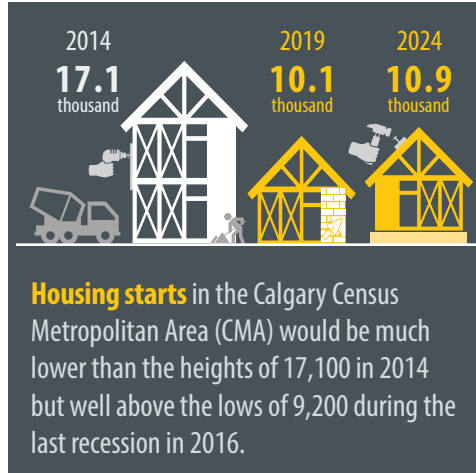 2014 2019 2024
17.1 10.1 10.9
thousand thousand thousand
Housing starts in the Calgary Census
Metropolitan Area (CMA) would be much
lower than the heights of 17,100 in 2014
but well above the lows of 9,200 during the
last recession in 2016.